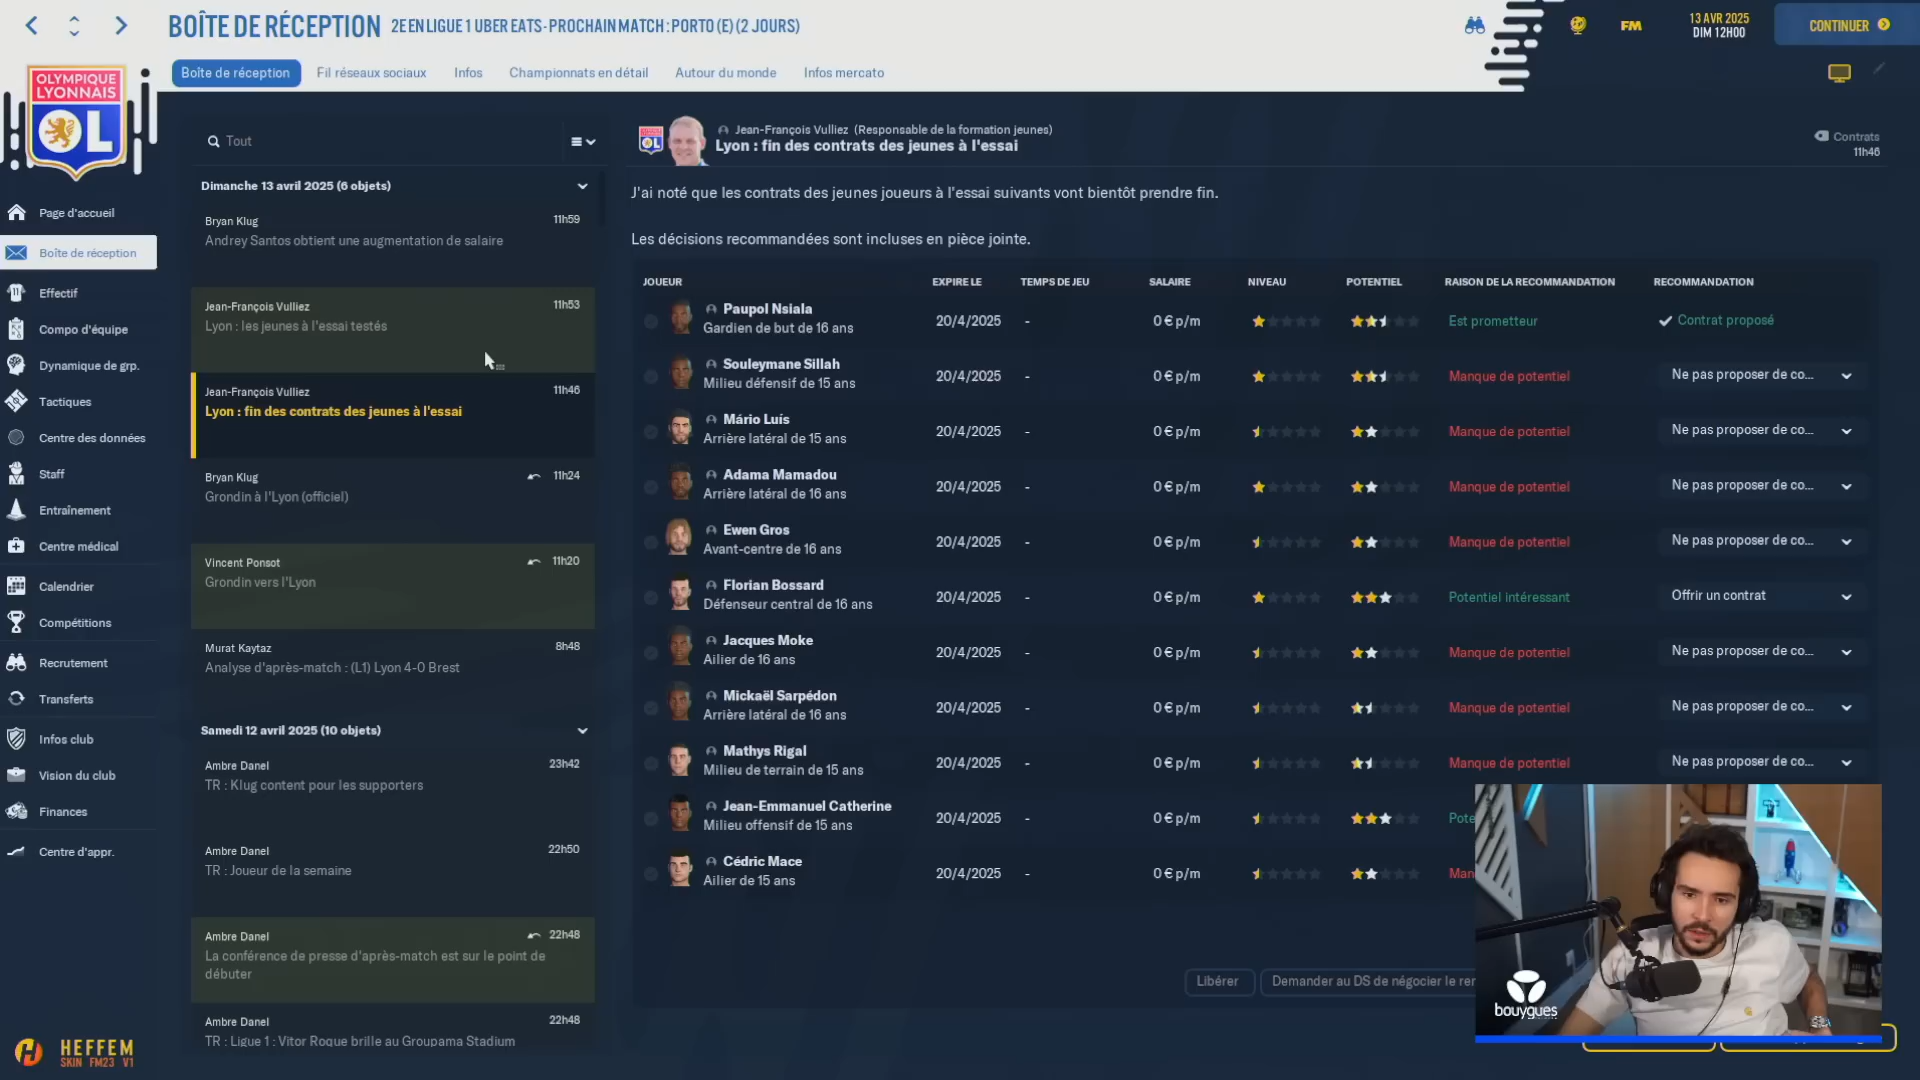 BOÎTE DE RÉCEPTION
2E EN LIGUE 1 UBER EATS - PROCHAIN MATCH : PORTO (E) (2 JOURS)
FM
13 AVR 2025
DIM 12H00
CONTINUER
Boîte de réception
Fil réseaux sociaux
Infos
Championnats en détail
Autour du monde
Infos mercato
OLYMPIQUE
LYONNAIS
OL
Page d'accueil
Boîte de réception
Effectif
Compo d'équipe
Dynamique de grp.
Tactiques
Centre des données
Staff
Entraînement
Centre médical
Calendrier
Compétitions
Recrutement
Transferts
Infos club
Vision du club
Finances
Centre d'appr.
HEFFEM
SKIN FM23 V1
Tout
Dimanche 13 avril 2025 (6 objets)
Bryan Klug 11h59
Andrey Santos obtient une augmentation de salaire
Jean-François Vulliez 11h53
Lyon : les jeunes à l'essai testés
Jean-François Vulliez 11h46
Lyon : fin des contrats des jeunes à l'essai
Bryan Klug 11h24
Grondin à l'Lyon (officiel)
Vincent Ponsot 11h20
Grondin vers l'Lyon
Murat Kaytaz 8h48
Analyse d'après-match : (L1) Lyon 4-0 Brest
Samedi 12 avril 2025 (10 objets)
Ambre Danel 23h42
TR : Klug content pour les supporters
Ambre Danel 22h50
TR : Joueur de la semaine
Ambre Danel 22h48
La conférence de presse d'après-match est sur le point de
débuter
Ambre Danel 22h48
TR : Ligue 1 : Vitor Roque brille au Groupama Stadium
Jean-François Vulliez (Responsable de la formation jeunes)
Lyon : fin des contrats des jeunes à l'essai
Contrats
11h46
J'ai noté que les contrats des jeunes joueurs à l'essai suivants vont bientôt prendre fin.
Les décisions recommandées sont incluses en pièce jointe.
JOUEUR EXPIRE LE TEMPS DE JEU SALAIRE NIVEAU POTENTIEL RAISON DE LA RECOMMANDATION RECOMMANDATION
Paupol Nsiala
Gardien de but de 16 ans
20/4/2025 - 0 € p/m Est prometteur Contrat proposé
Souleymane Sillah
Milieu défensif de 15 ans
20/4/2025 - 0 € p/m Manque de potentiel Ne pas proposer de co...
Mário Luís
Arrière latéral de 15 ans
20/4/2025 - 0 € p/m Manque de potentiel Ne pas proposer de co...
Adama Mamadou
Arrière latéral de 16 ans
20/4/2025 - 0 € p/m Manque de potentiel Ne pas proposer de co...
Ewen Gros
Avant-centre de 16 ans
20/4/2025 - 0 € p/m Manque de potentiel Ne pas proposer de co...
Florian Bossard
Défenseur central de 16 ans
20/4/2025 - 0 € p/m Potentiel intéressant Offrir un contrat
Jacques Moke
Ailier de 16 ans
20/4/2025 - 0 € p/m Manque de potentiel Ne pas proposer de co...
Mickaël Sarpédon
Arrière latéral de 16 ans
20/4/2025 - 0 € p/m Manque de potentiel Ne pas proposer de co...
Mathys Rigal
Milieu de terrain de 15 ans
20/4/2025 - 0 € p/m Manque de potentiel Ne pas proposer de co...
Jean-Emmanuel Catherine
Milieu offensif de 15 ans
20/4/2025 - 0 € p/m Pote
Cédric Mace
Ailier de 15 ans
20/4/2025 - 0 € p/m Man
Libérer
Demander au DS de négocier le ren
bouygues